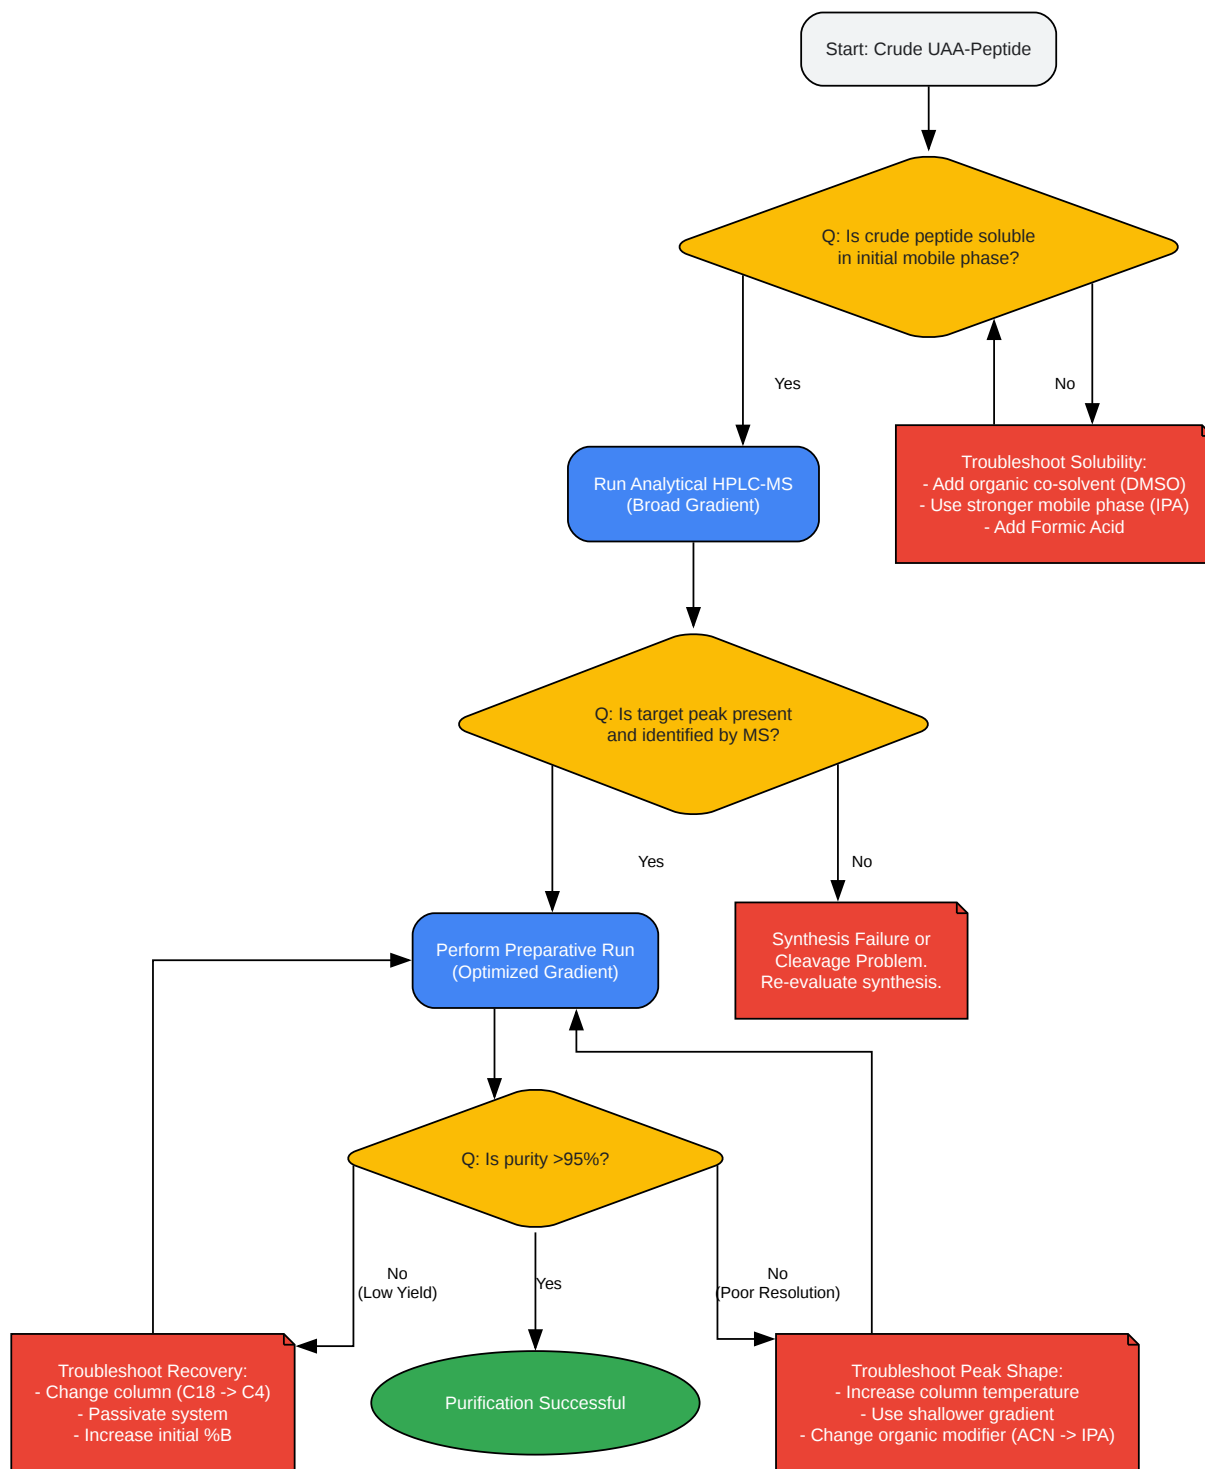 Start: Crude UAA-Peptide
Q: Is crude peptide soluble
in initial mobile phase?
Yes
No
Run Analytical HPLC-MS
(Broad Gradient)
Troubleshoot Solubility:
- Add organic co-solvent (DMSO)
- Use stronger mobile phase (IPA)
- Add Formic Acid
Q: Is target peak present
and identified by MS?
Yes
No
Perform Preparative Run
(Optimized Gradient)
Synthesis Failure or
Cleavage Problem.
Re-evaluate synthesis.
Q: Is purity >95%?
No
(Low Yield)
Yes
No
(Poor Resolution)
Troubleshoot Recovery:
- Change column (C18 -> C4)
- Passivate system
- Increase initial %B
Purification Successful
Troubleshoot Peak Shape:
- Increase column temperature
- Use shallower gradient
- Change organic modifier (ACN -> IPA)